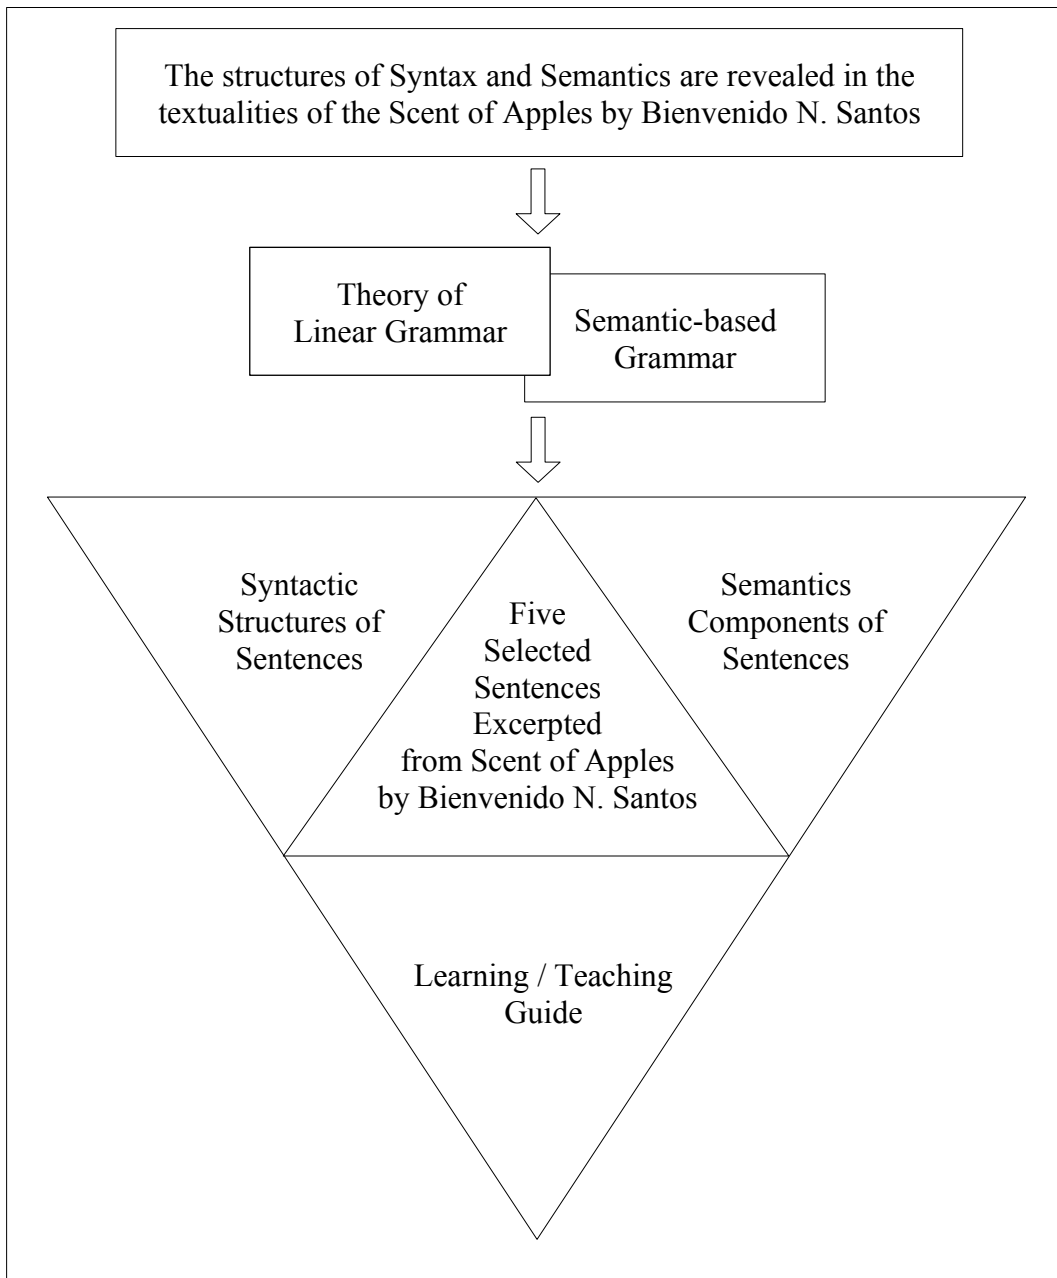 The structures of Syntax and Semantics are revealed in the
textualities of the Scent of Apples by Bienvenido N. Santos
Theory of
Linear Grammar
Semantic-based
Grammar
Syntactic
Structures of
Sentences
Five
Selected
Sentences
Excerpted
from Scent of Apples
by Bienvenido N. Santos
Semantics
Components of
Sentences
Learning / Teaching
Guide